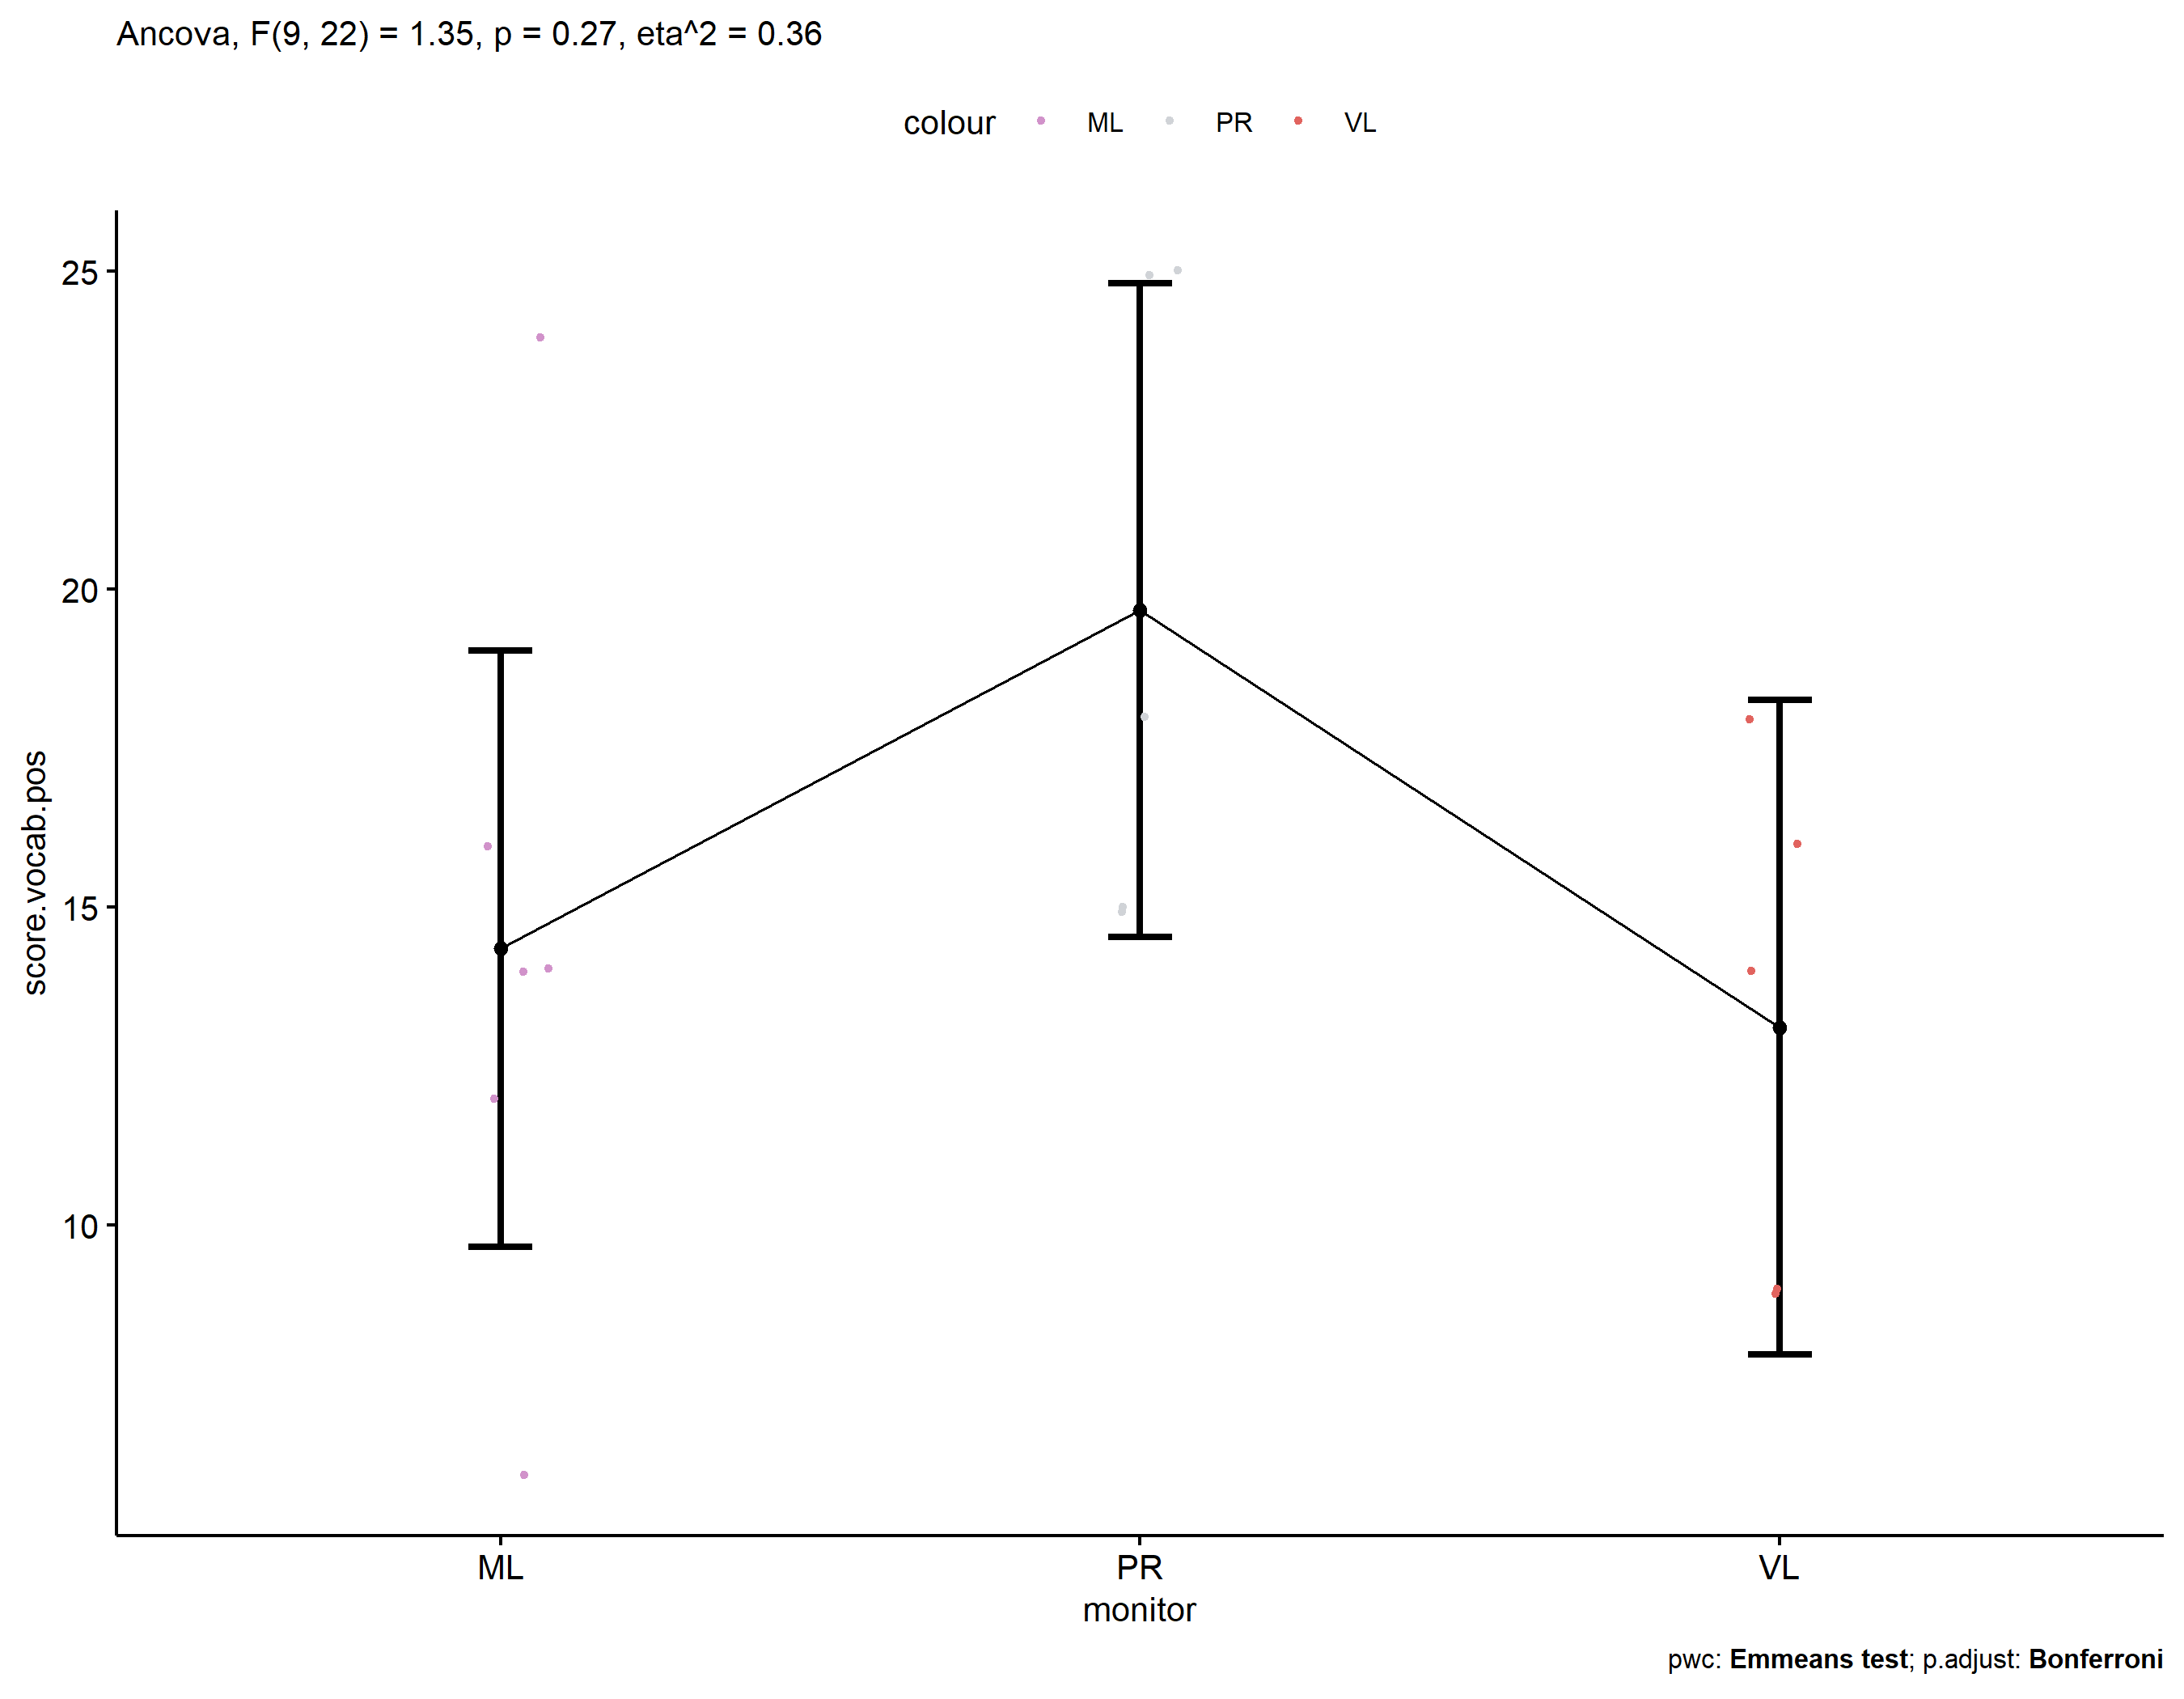 Ancova, F(9, 22) = 1.35, p = 0.27, eta^2 = 0.36
colour ML PR VL
25
20
15
10
score.vocab.pos
ML PR VL
monitor
pwc: Emmeans test; p.adjust: Bonferroni